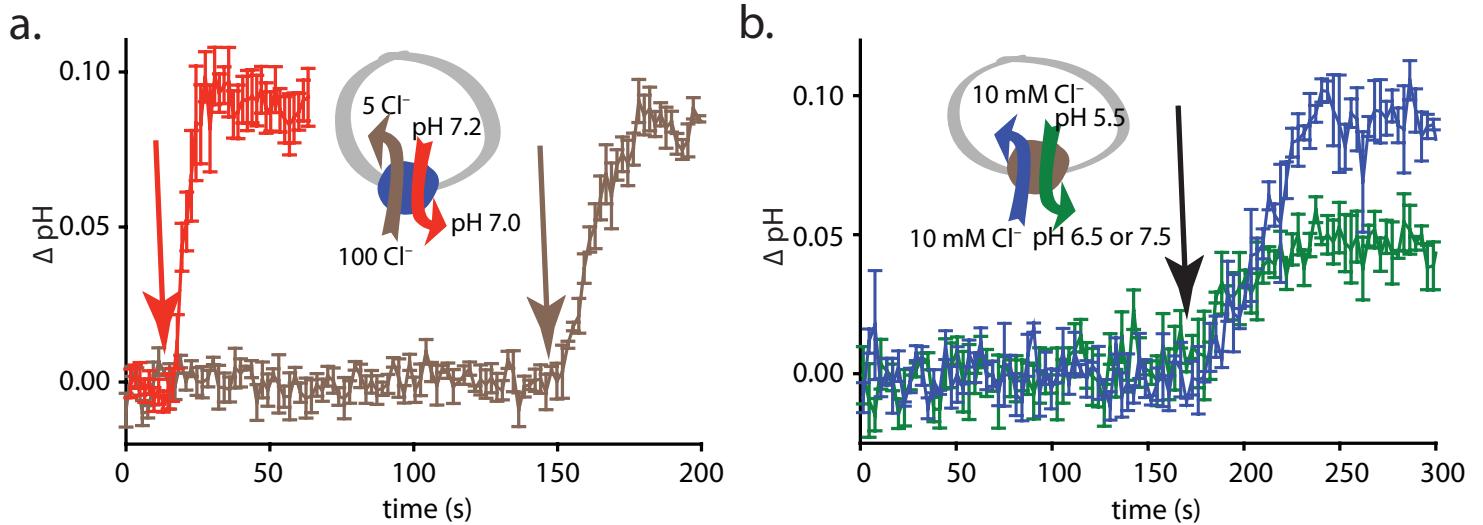 a.
0.10
0.05
0.00
Δ pH
0
50
100
150
200
time (s)
5 Cl⁻
pH 7.2
pH 7.0
100 Cl⁻
b.
0.10
0.05
0.00
Δ pH
0
50
100
150
200
250
300
time (s)
10 mM Cl⁻
pH 5.5
10 mM Cl⁻
pH 6.5 or 7.5